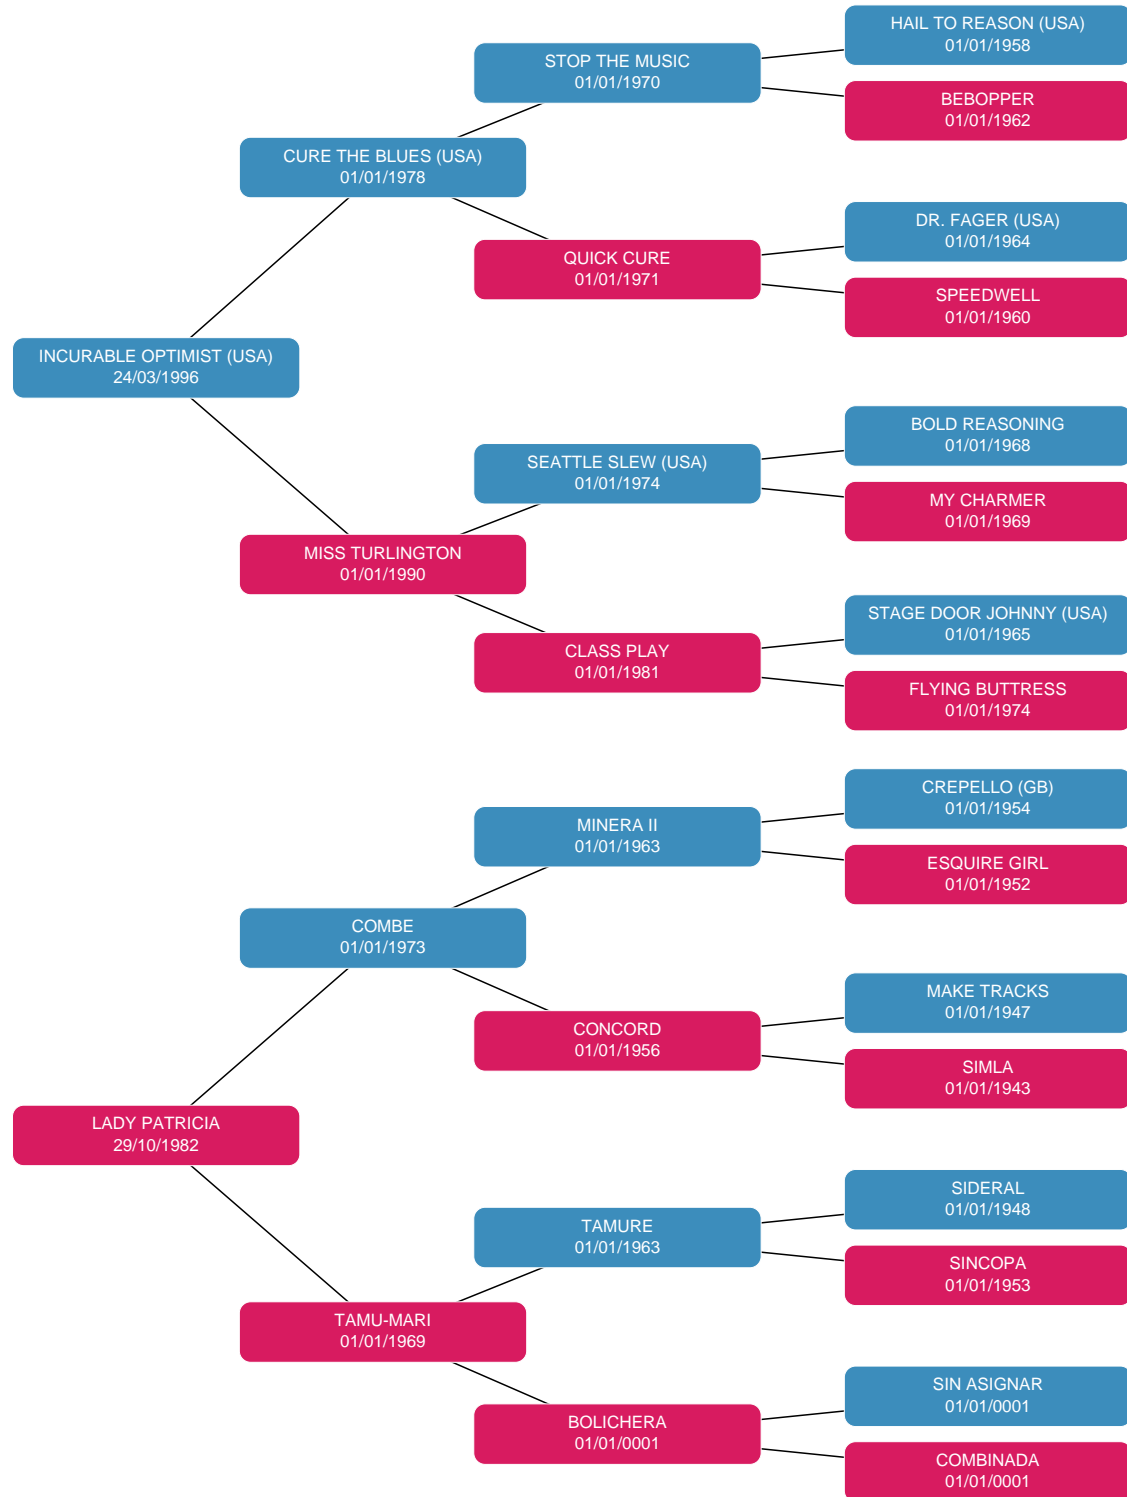 HAIL TO REASON (USA)
01/01/1958
STOP THE MUSIC
01/01/1970
BEBOPPER
01/01/1962
CURE THE BLUES (USA)
01/01/1978
DR. FAGER (USA)
01/01/1964
QUICK CURE
01/01/1971
SPEEDWELL
01/01/1960
INCURABLE OPTIMIST (USA)
24/03/1996
BOLD REASONING
01/01/1968
SEATTLE SLEW (USA)
01/01/1974
MY CHARMER
01/01/1969
MISS TURLINGTON
01/01/1990
STAGE DOOR JOHNNY (USA)
01/01/1965
CLASS PLAY
01/01/1981
FLYING BUTTRESS
01/01/1974
CREPELLO (GB)
01/01/1954
MINERA II
01/01/1963
ESQUIRE GIRL
01/01/1952
COMBE
01/01/1973
MAKE TRACKS
01/01/1947
CONCORD
01/01/1956
SIMLA
01/01/1943
LADY PATRICIA
29/10/1982
SIDERAL
01/01/1948
TAMURE
01/01/1963
SINCOPA
01/01/1953
TAMU-MARI
01/01/1969
SIN ASIGNAR
01/01/0001
BOLICHERA
01/01/0001
COMBINADA
01/01/0001